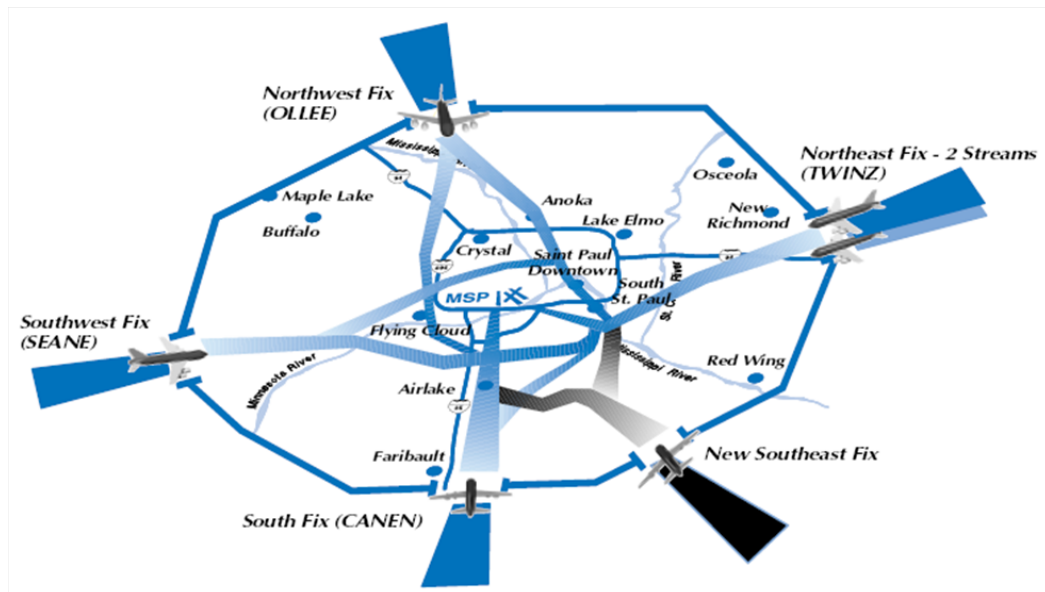 Northwest Fix
(OLLEE)
Northeast Fix - 2 Streams
(TWINZ)
Osceola
New
Richmond
Maple Lake
Buffalo
Anoka
Lake Elmo
Crystal
Saint Paul
Downtown
South
St. Paul
River
MSP
Flying Cloud
Southwest Fix
(SEANE)
Minnesota River
Mississippi River
Red Wing
Airlake
Faribault
New Southeast Fix
South Fix (CANEN)